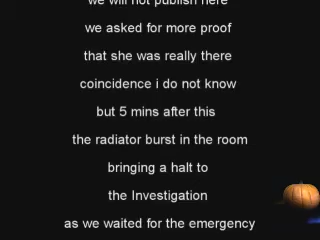 we will not publish here
we asked for more proof
that she was really there
coincidence i do not know
but 5 mins after this
the radiator burst in the room
bringing a halt to
the Investigation
as we waited for the emergency